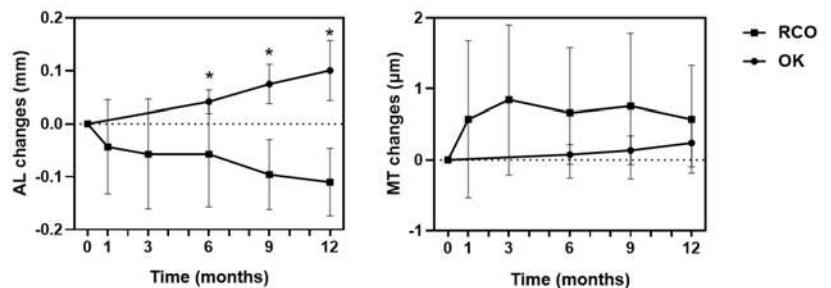 AL changes (mm)
0.2
0.1
0.0
-0.1
-0.2
* * *
0 1 3 6 9 12
Time (months)
MT changes (μm)
2
1
0
-1
0 1 3 6 9 12
Time (months)
RCO
OK